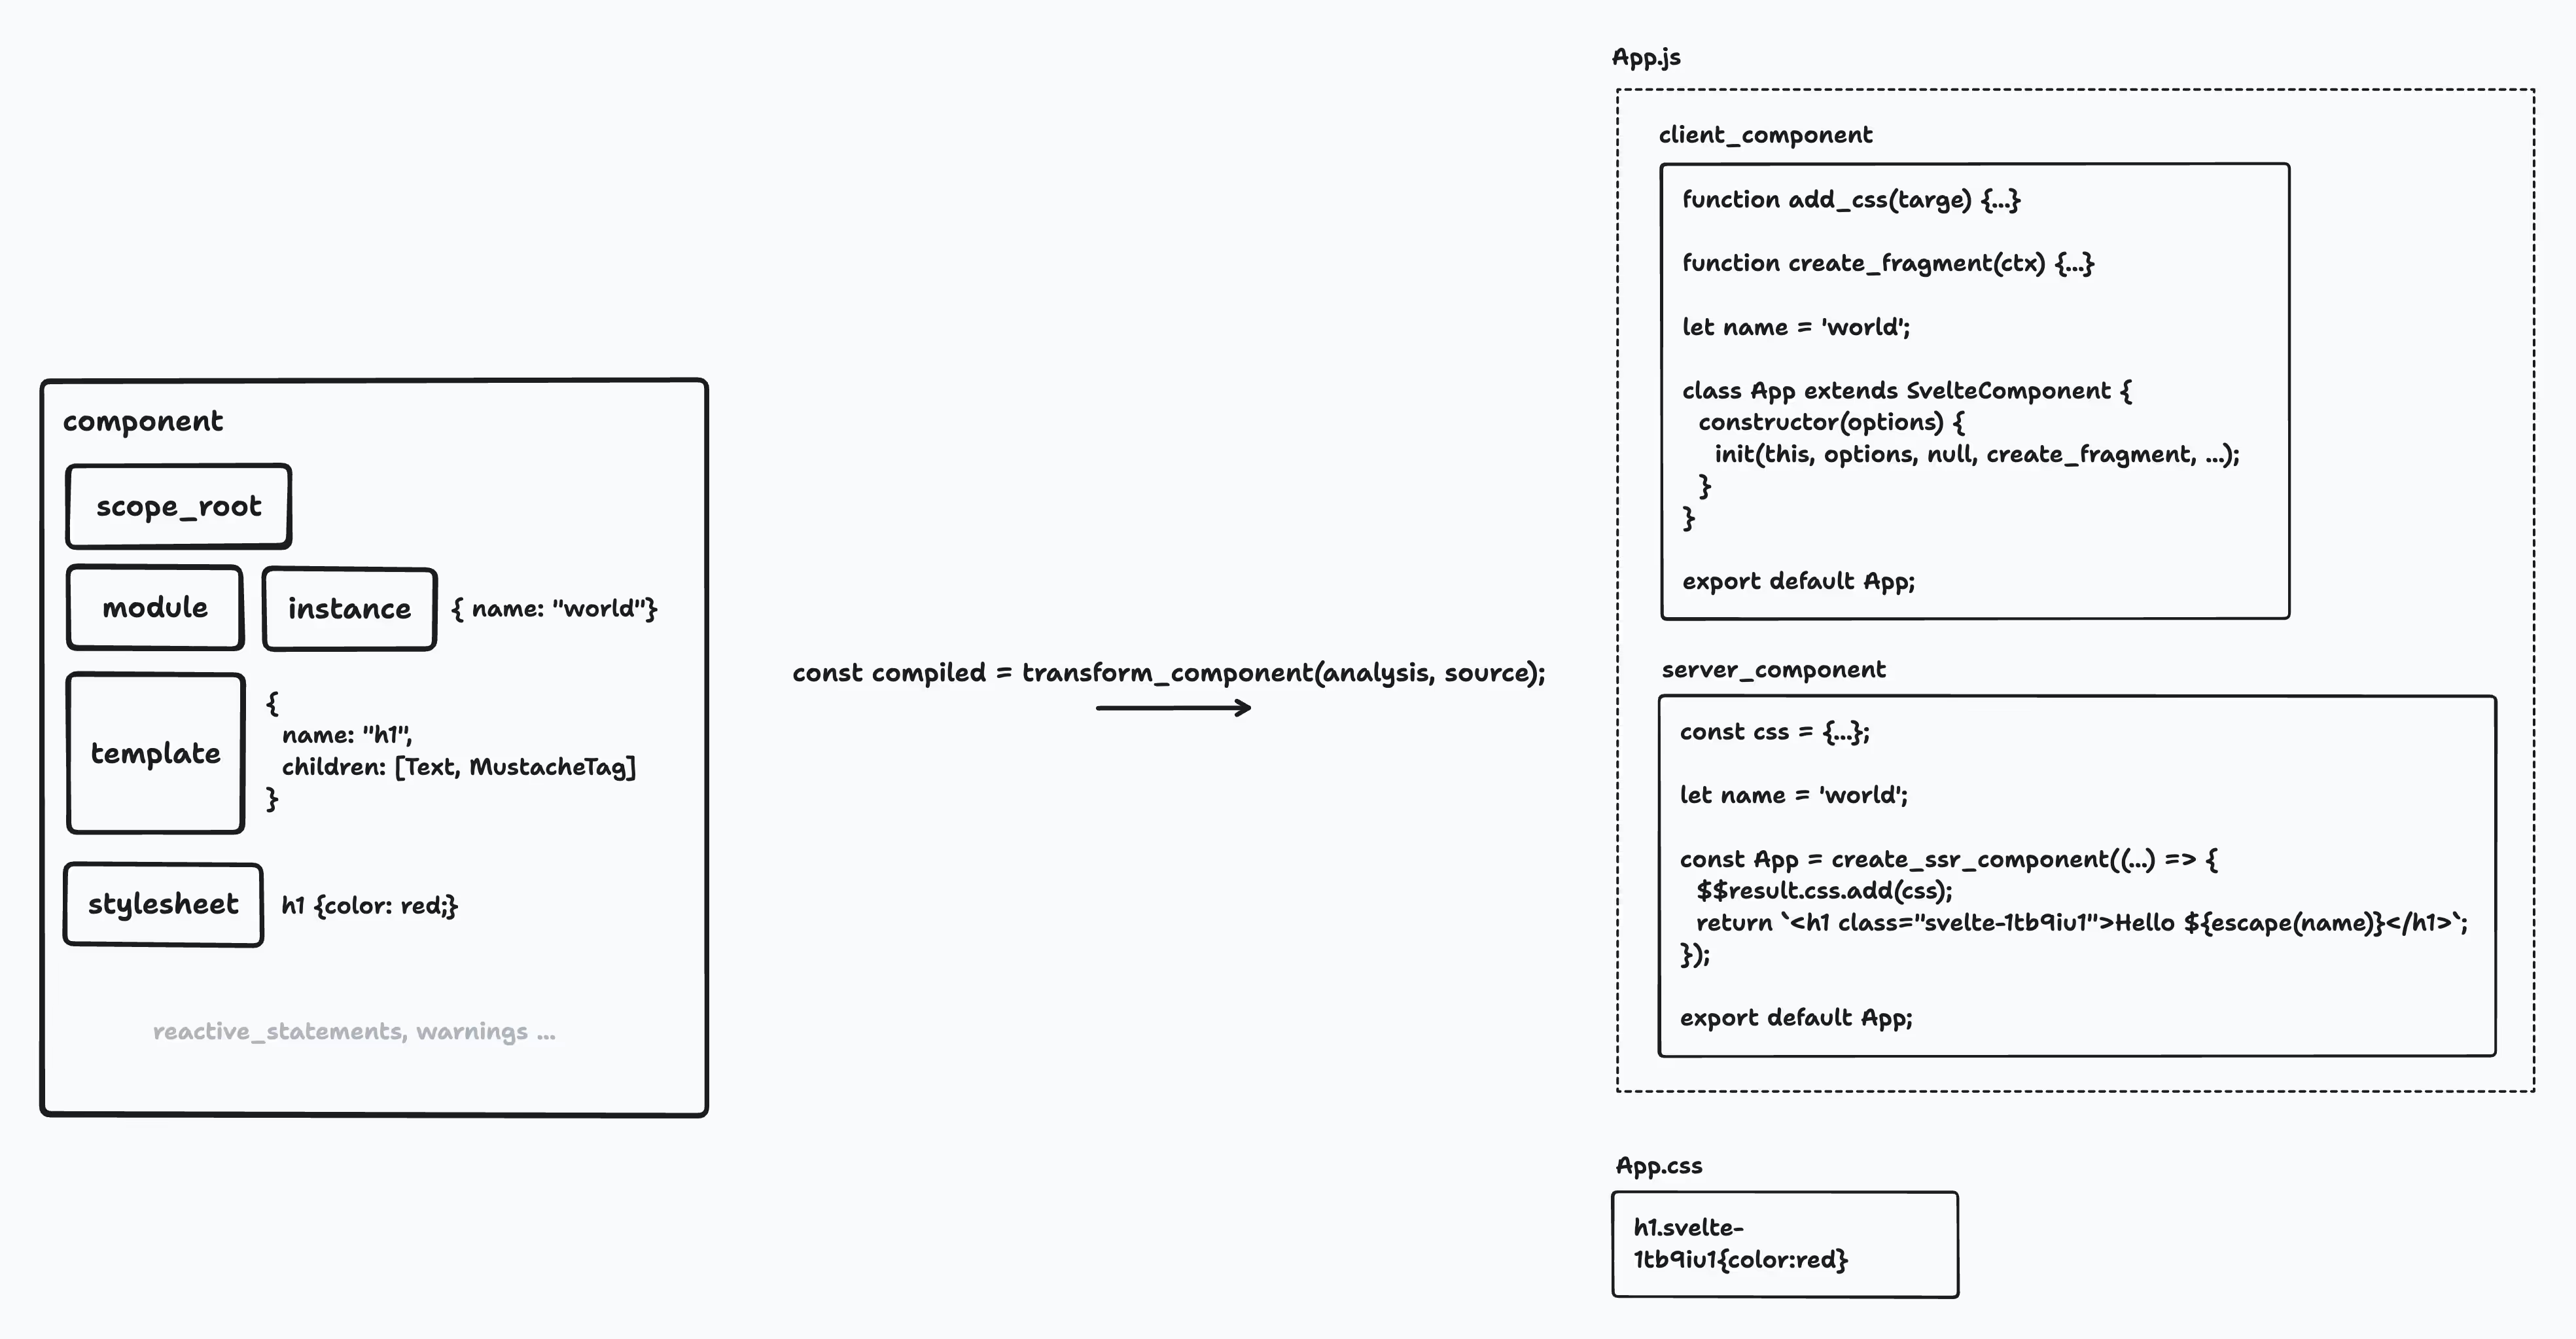 component
scope_root
module
instance
{ name: "world"}
template
{
name: "h1",
children: [Text, MustacheTag]
}
stylesheet
h1 {color: red;}
reactive_statements, warnings ...
const compiled = transform_component(analysis, source);
App.js
client_component
function add_css(targe) {...}
function create_fragment(ctx) {...}
let name = 'world';
class App extends SvelteComponent {
constructor(options) {
init(this, options, null, create_fragment, ...);
}
}
export default App;
server_component
const css = {...};
let name = 'world';
const App = create_ssr_component((...) => {
$$result.css.add(css);
return `<h1 class="svelte-1tb9iu1">Hello ${escape(name)}</h1>`;
});
export default App;
App.css
h1.svelte-
1tb9iu1{color:red}